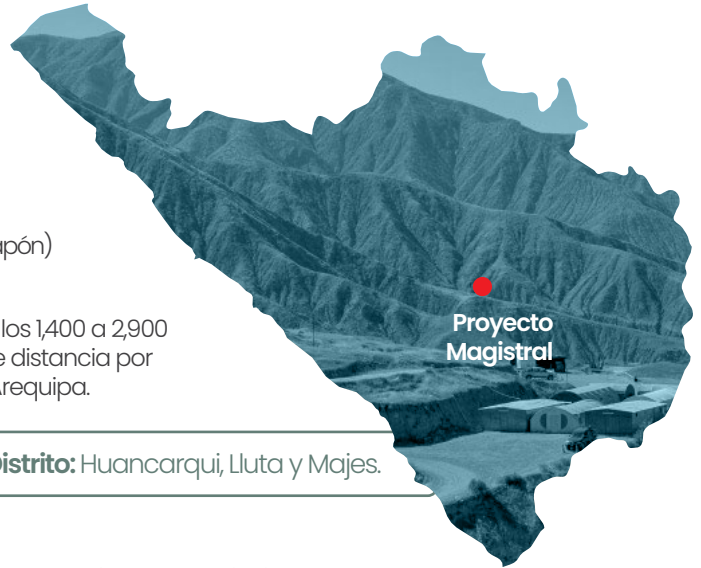 apón)
los 1,400 a 2,900
e distancia por
Arequipa.
Proyecto
Magistral
Distrito: Huancarqui, Lluta y Majes.